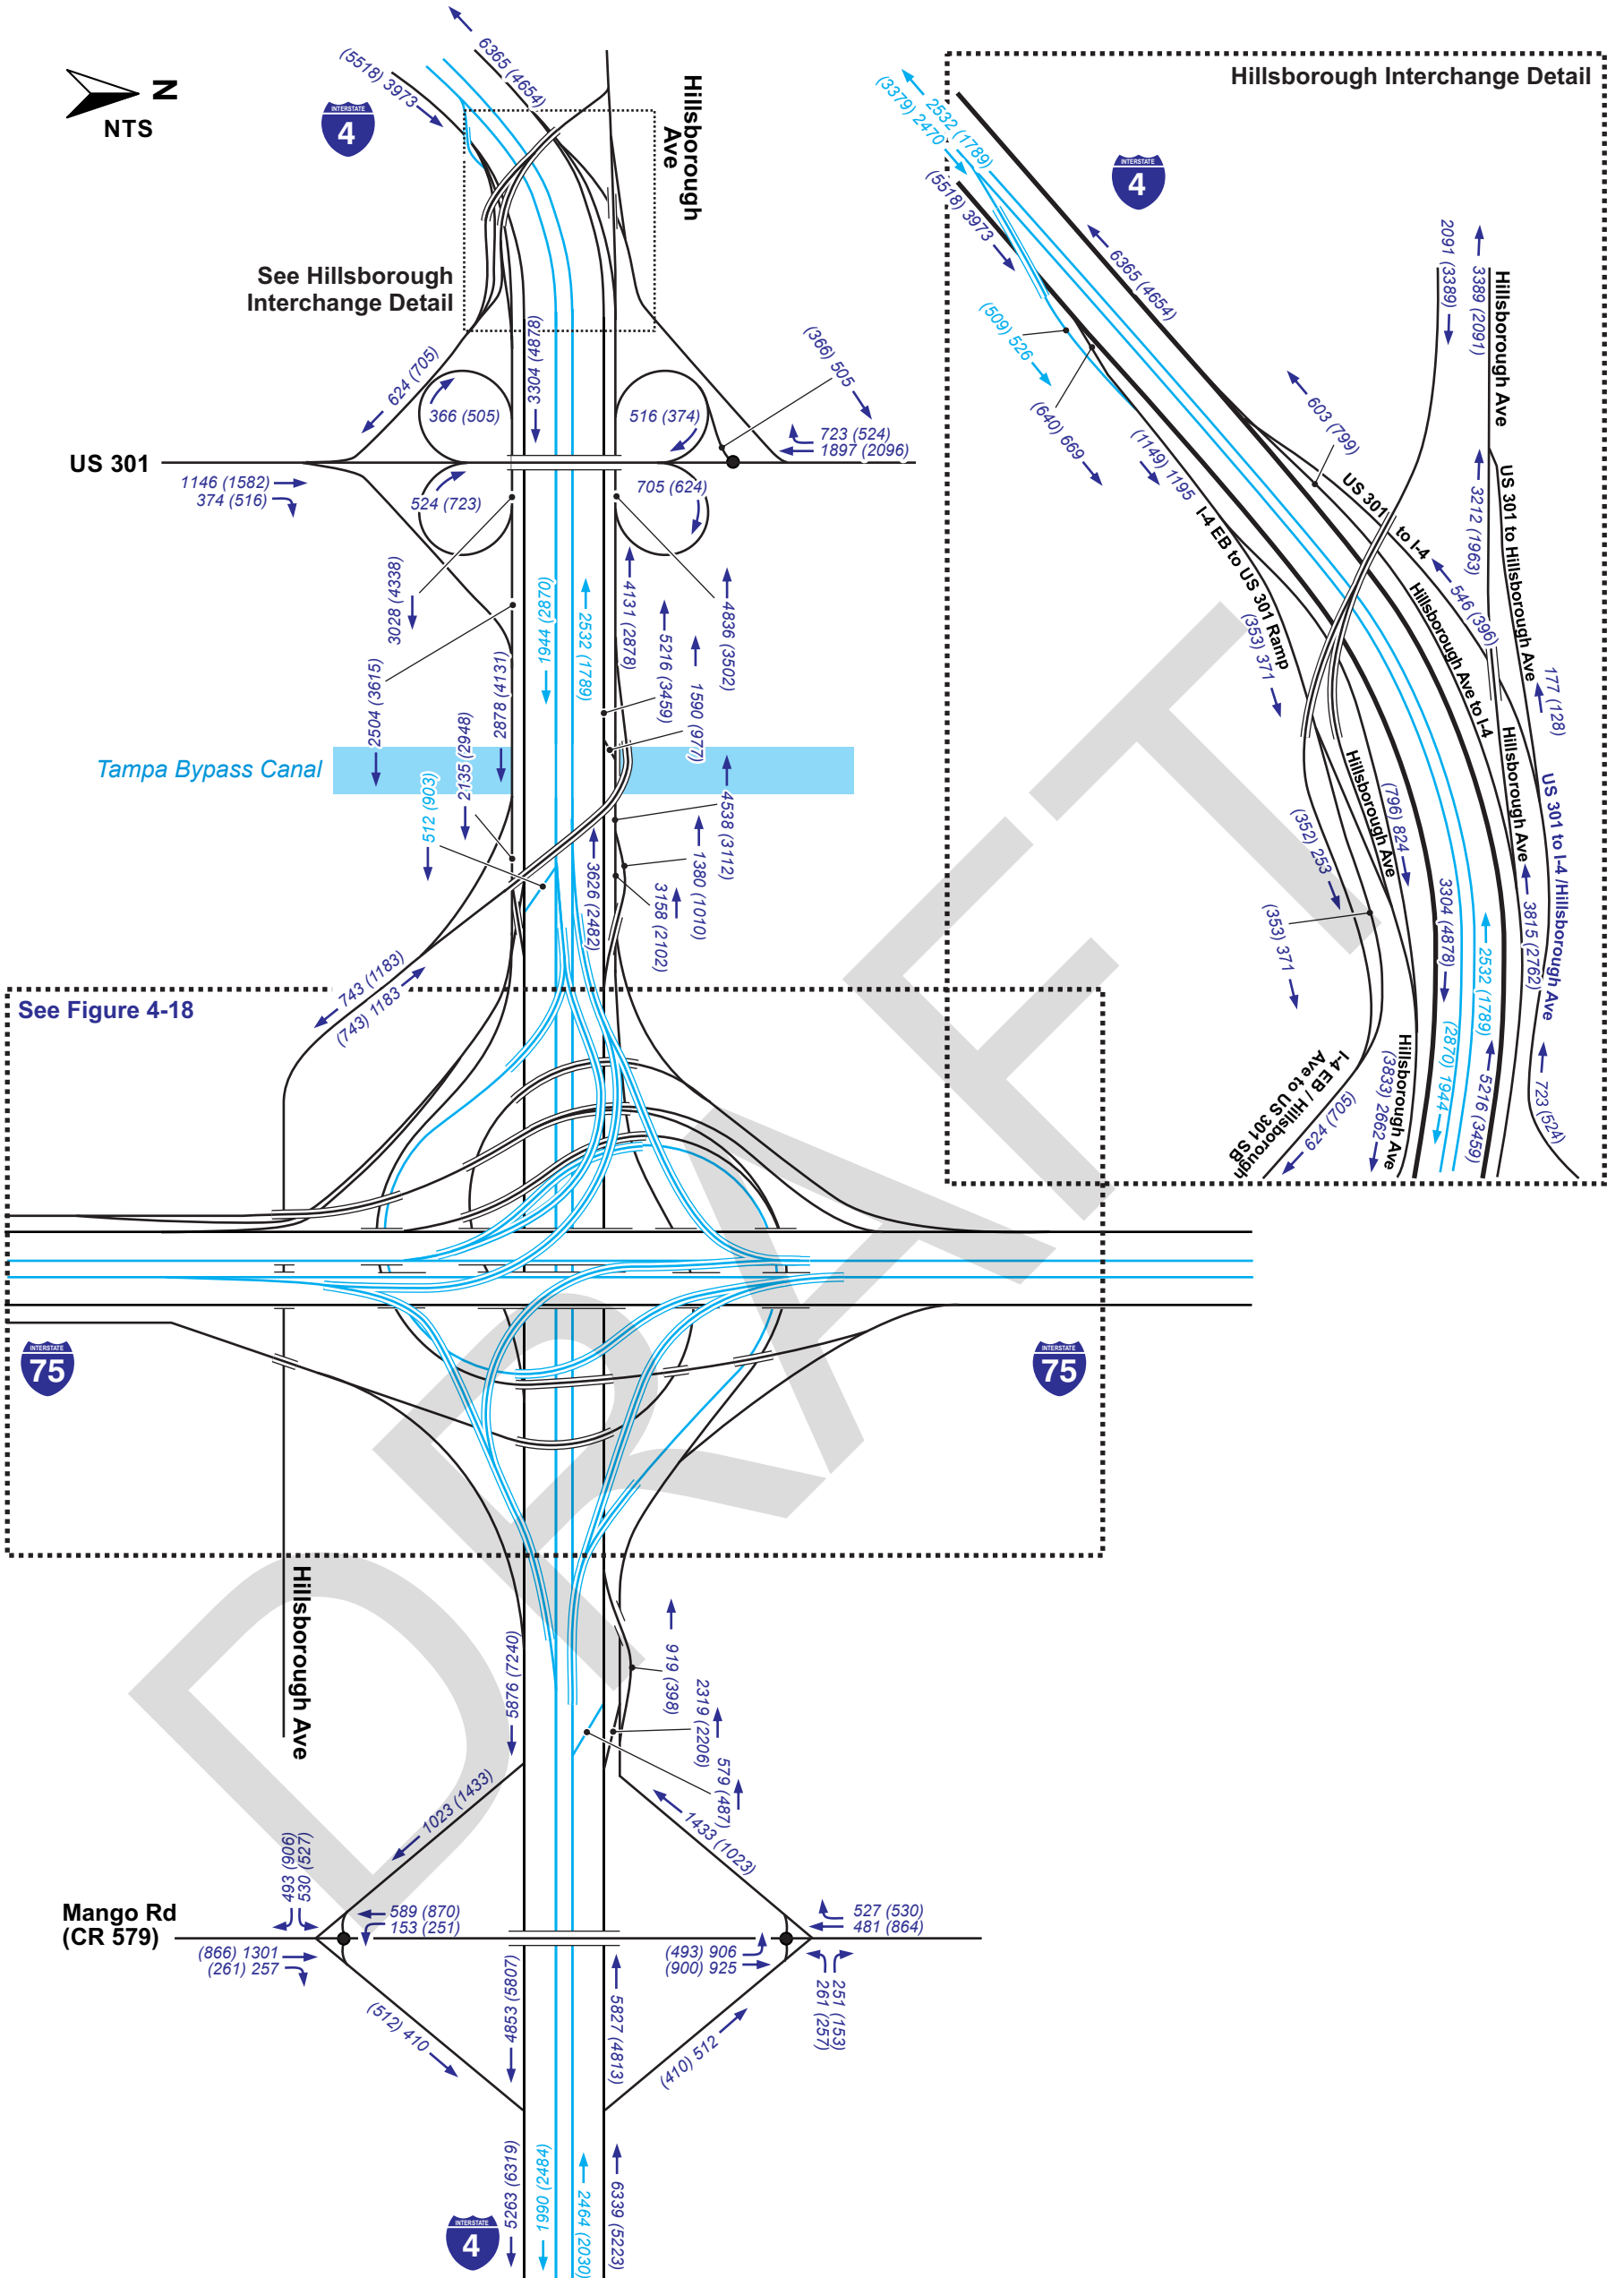 Hillsborough Interchange Detail
N
NTS
INTERSTATE
4
(5518) 3973
6365 (4654)
Hillsborough
Ave
See Hillsborough
Interchange Detail
3304 (4878)
624 (705)
366 (505)
516 (374)
(366) 505
723 (524)
1897 (2096)
US 301
1146 (1582)
374 (516)
524 (723)
705 (624)
3028 (4338)
2504 (3615)
2878 (4131)
2135 (2948)
512 (903)
1944 (2870)
2532 (1789)
4131 (2878)
5216 (3459)
1590 (977)
4836 (3502)
Tampa Bypass Canal
4538 (3112)
1380 (1010)
3158 (2102)
3626 (2482)
743 (1183)
(743) 1183
See Figure 4-18
INTERSTATE
75
INTERSTATE
75
Hillsborough Ave
5876 (7240)
919 (398)
2319 (2206)
579 (487)
1023 (1433)
1433 (1023)
493 (906)
530 (527)
Mango Rd
(CR 579)
589 (870)
153 (251)
527 (530)
481 (864)
(866) 1301
(261) 257
(493) 906
(900) 925
251 (153)
261 (257)
(512) 410
4853 (5807)
5827 (4813)
(410) 512
5263 (6319)
1990 (2484)
2464 (2030)
6339 (5223)
INTERSTATE
4
2532 (1789)
(3379) 2470
(5518) 3973
INTERSTATE
4
6365 (4654)
2091 (3389)
3389 (2091)
Hillsborough Ave
(509) 526
(640) 669
(1149) 1195
603 (799)
US 301 to I-4
546 (396)
3212 (1963)
US 301 to Hillsborough Ave
I-4 EB to US 301 Ramp
(353) 371
Hillsborough Ave to I-4
177 (128)
Hillsborough Ave
Hillsborough Ave
US 301 to I-4 /Hillsborough Ave
(796) 824
(352) 253
(353) 371
3304 (4878)
3815 (2762)
2532 (1789)
(2870) 1944
5216 (3459)
723 (524)
I-4 EB / Hillsborough
Ave to US 301 SB
624 (705)
Hillsborough Ave
(3833) 2662
DRAFT